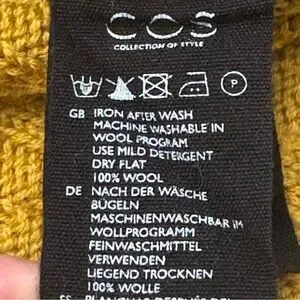 COS
COLLECTION OF STYLE
P
GB IRON AFTER WASH
MACHINE WASHABLE IN
WOOL PROGRAM
USE MILD DETERGENT
DRY FLAT
100% WOOL
DE NACH DER WÄSCHE
BÜGELN
MASCHINENWASCHBAR IM
WOLLPROGRAMM
FEINWASCHMITTEL
VERWENDEN
LIEGEND TROCKNEN
100% WOLLE